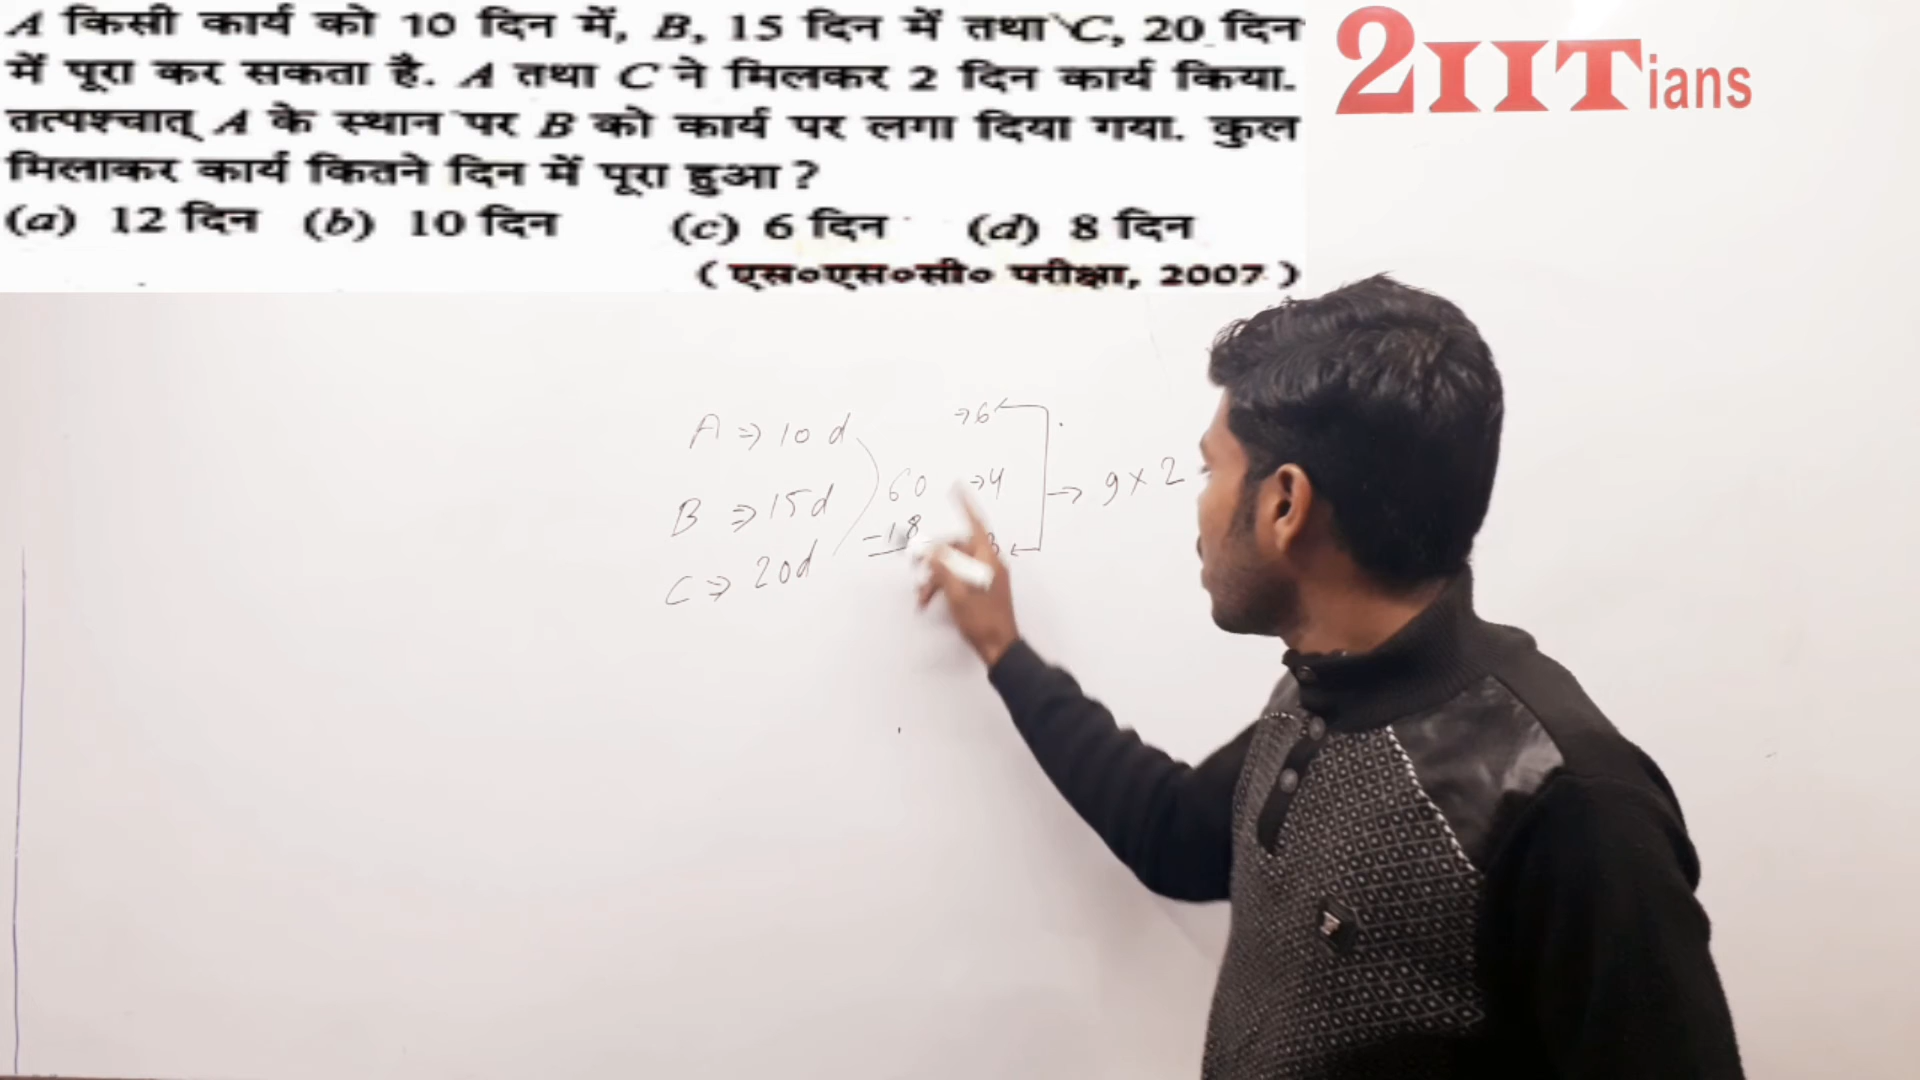 A किसी कार्य को 10 दिन में, B, 15 दिन में तथा C, 20 दिन
में पूरा कर सकता है. A तथा C ने मिलकर 2 दिन कार्य किया.
तत्पश्चात् A के स्थान पर B को कार्य पर लगा दिया गया. कुल
मिलाकर कार्य कितने दिन में पूरा हुआ ?
(a) 12 दिन (b) 10 दिन (c) 6 दिन (d) 8 दिन
( एस०एस०सी० परीक्षा, 2007 )
2IITians
A ⇒ 10 d → 6
B ⇒ 15d 60 → 4 → 9 × 2
- 18 3
C ⇒ 20d